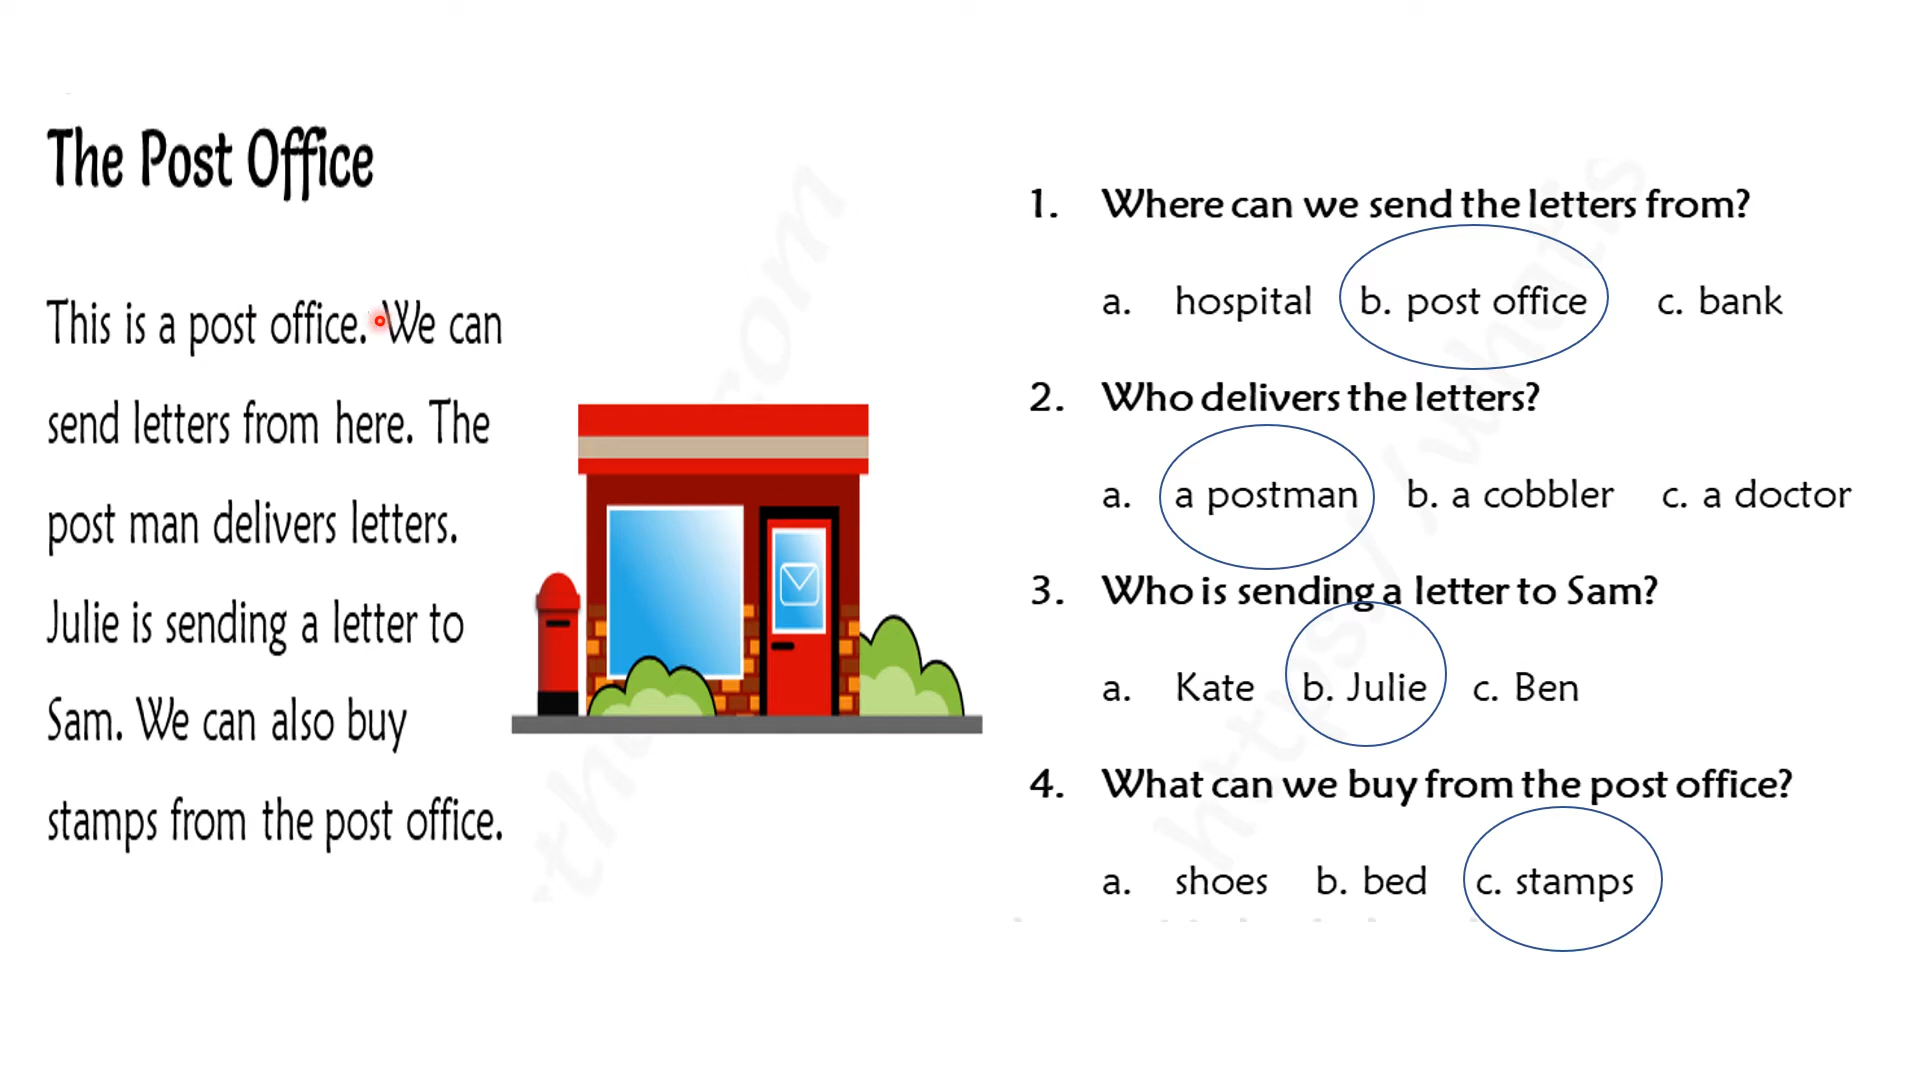 The Post Office
This is a post office. We can
send letters from here. The
post man delivers letters.
Julie is sending a letter to
Sam. We can also buy
stamps from the post office.
1. Where can we send the letters from?
a. hospital b. post office c. bank
2. Who delivers the letters?
a. a postman b. a cobbler c. a doctor
3. Who is sending a letter to Sam?
a. Kate b. Julie c. Ben
4. What can we buy from the post office?
a. shoes b. bed c. stamps